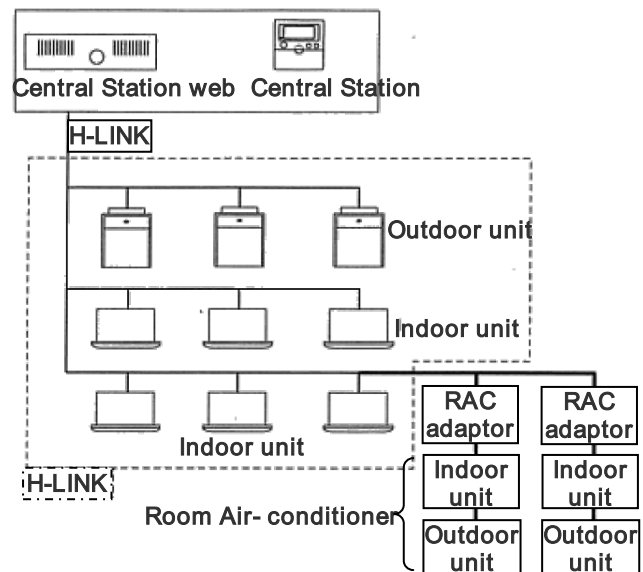 Central Station web Central Station
H-LINK
Outdoor unit
Indoor unit
RAC
adaptor
RAC
adaptor
Indoor unit
H-LINK
Indoor
unit
Indoor
unit
Room Air- conditioner
Outdoor
unit
Outdoor
unit